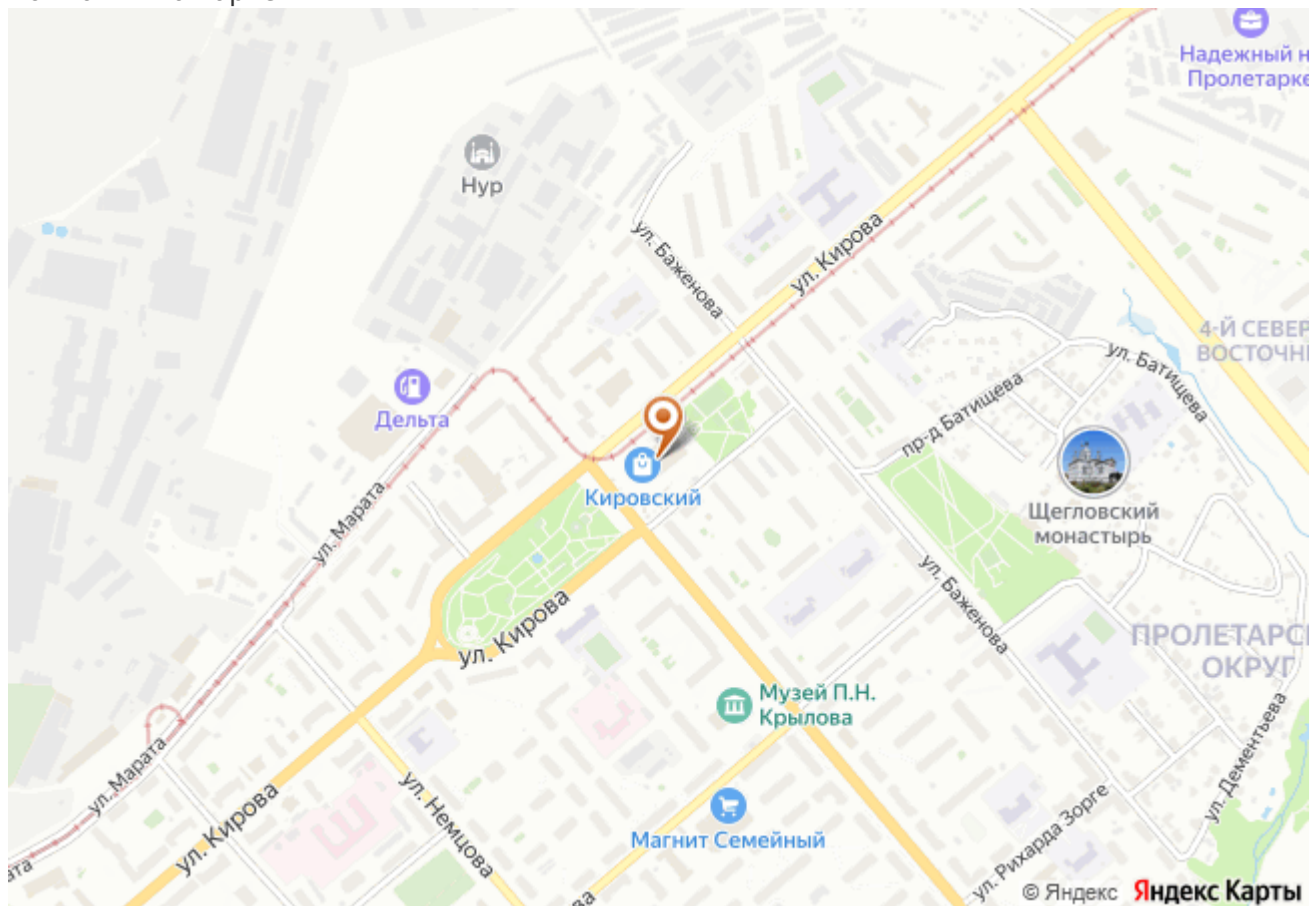 Надежный н
Пролетарке
Нур
ул. Баженова
ул. Кирова
4-Й СЕВЕР
ВОСТОЧН
ул. Батищева
Дельта
пр-д Батищева
Кировский
Щегловский
монастырь
ул. Марата
ул. Баженова
ул. Кирова
ПРОЛЕТАРС
ОКРУГ
Музей П.Н.
Крылова
ул. Дементьева
ул. Марата
ул. Немцова
ул. Кирова
Магнит Семейный
ул. Рихарда Зорге
ата
ова
© Яндекс Яндекс Карты